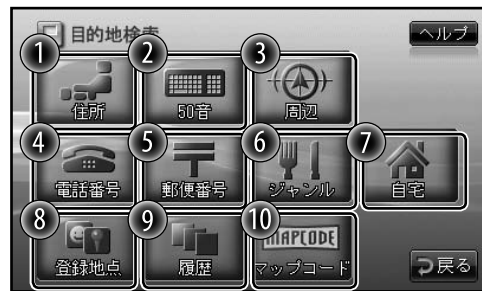 目的地検索
ヘルプ
1
住所
2
50音
3
周辺
4
電話番号
5
郵便番号
6
ジャンル
7
自宅
8
登録地点
9
履歴
10
MAPCODE
マップコード
戻る